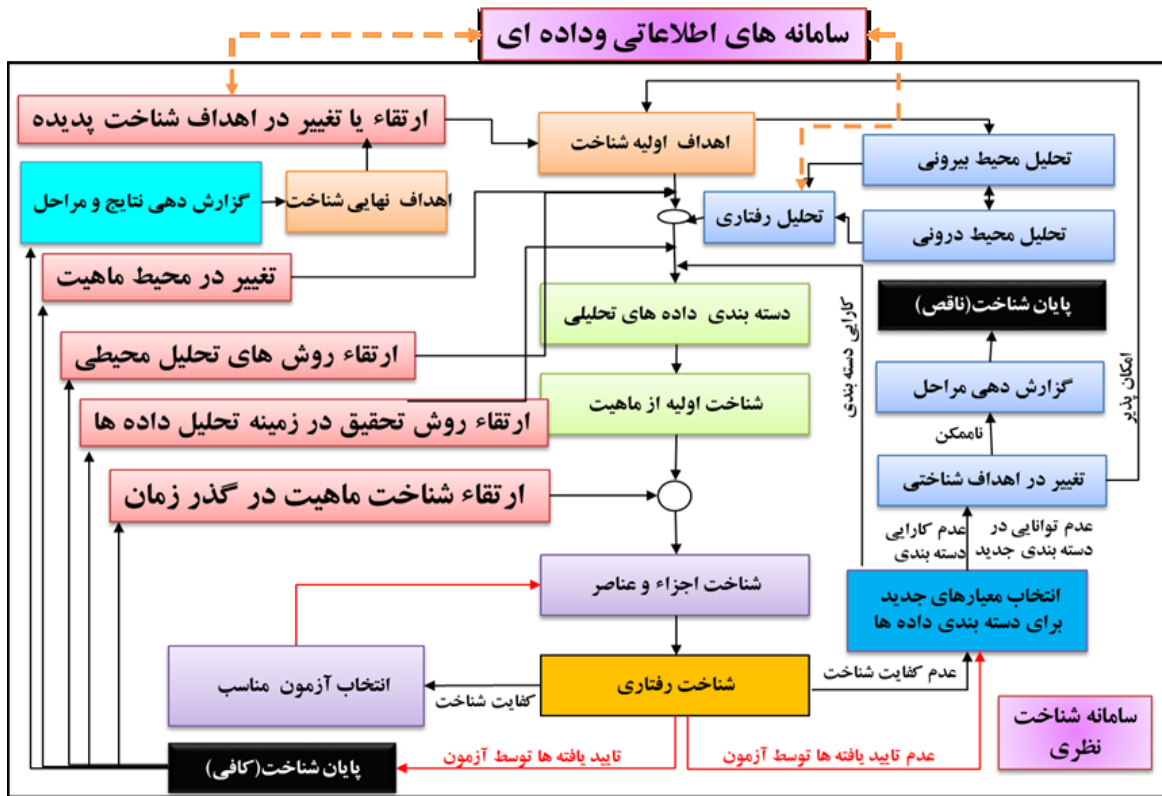 سامانه های اطلاعاتی وداده ای
ارتقاء یا تغییر در اهداف شناخت پدیده
اهداف اولیه شناخت
تحلیل محیط بیرونی
گزارش دهی نتایج و مراحل
اهداف نهایی شناخت
تحلیل رفتاری
تحلیل محیط درونی
تغییر در محیط ماهیت
دسته بندی داده های تحلیلی
کارایی دسته بندی
پایان شناخت(ناقص)
امکان پذیر
ارتقاء روش های تحلیل محیطی
شناخت اولیه از ماهیت
گزارش دهی مراحل
ارتقاء روش تحقیق در زمینه تحلیل داده ها
ناممکن
ارتقاء شناخت ماهیت در گذر زمان
تغییر در اهداف شناختی
عدم کارایی
دسته بندی
عدم توانایی در
دسته بندی جدید
شناخت اجزاء و عناصر
انتخاب معیارهای جدید
برای دسته بندی داده ها
انتخاب آزمون مناسب
کفایت شناخت
شناخت رفتاری
عدم کفایت شناخت
سامانه شناخت
نظری
پایان شناخت(کافی)
تایید یافته ها توسط آزمون
عدم تایید یافته ها توسط آزمون